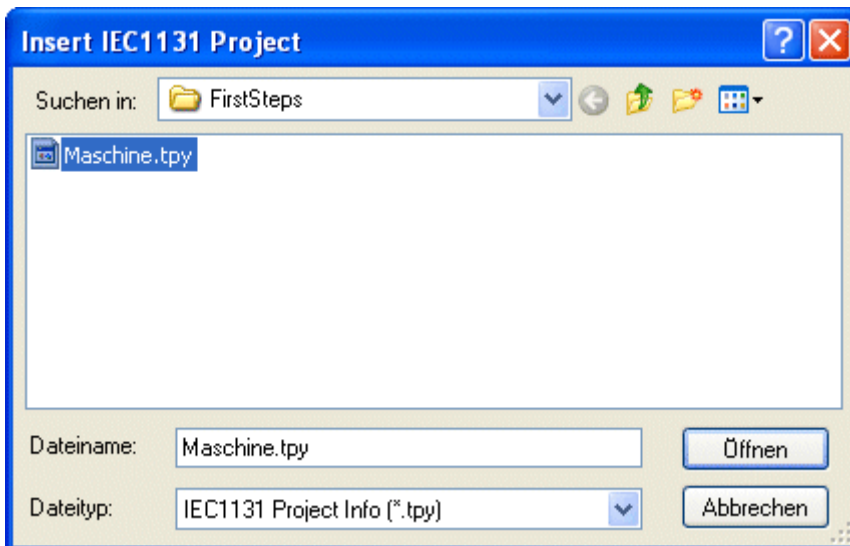 Insert IEC1131 Project
Suchen in: FirstSteps
Maschine.tpy
Dateiname: Maschine.tpy Öffnen
Dateityp: IEC1131 Project Info (*.tpy) Abbrechen